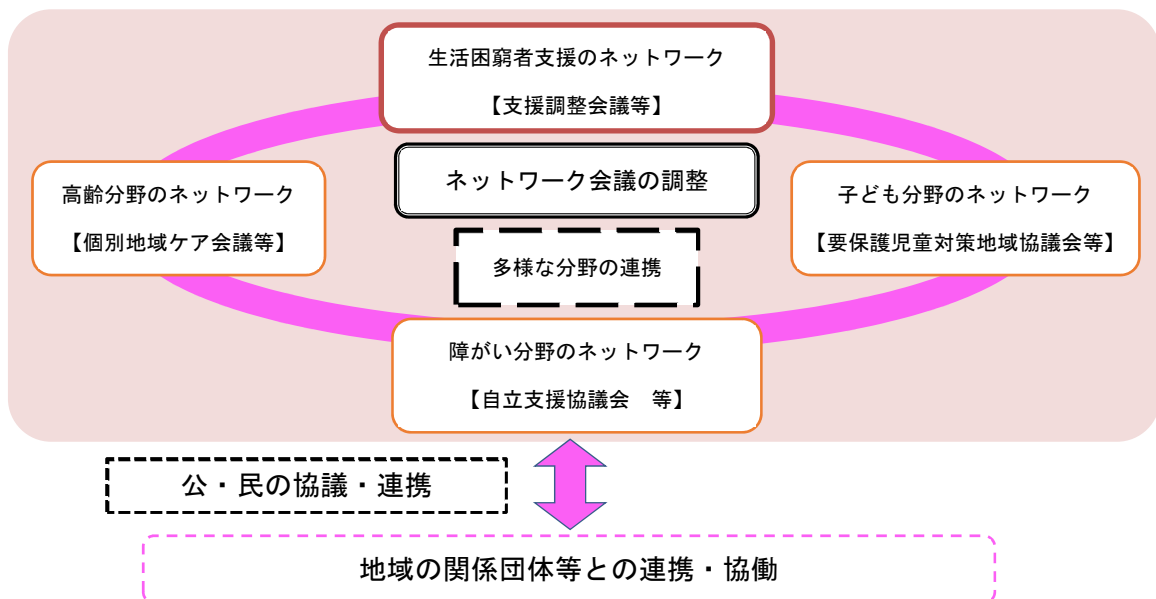 生活困窮者支援のネットワーク
【支援調整会議等】
ネットワーク会議の調整
高齢分野のネットワーク
【個別地域ケア会議等】
子ども分野のネットワーク
【要保護児童対策地域協議会等】
多様な分野の連携
障がい分野のネットワーク
【自立支援協議会　等】
公・民の協議・連携
地域の関係団体等との連携・協働